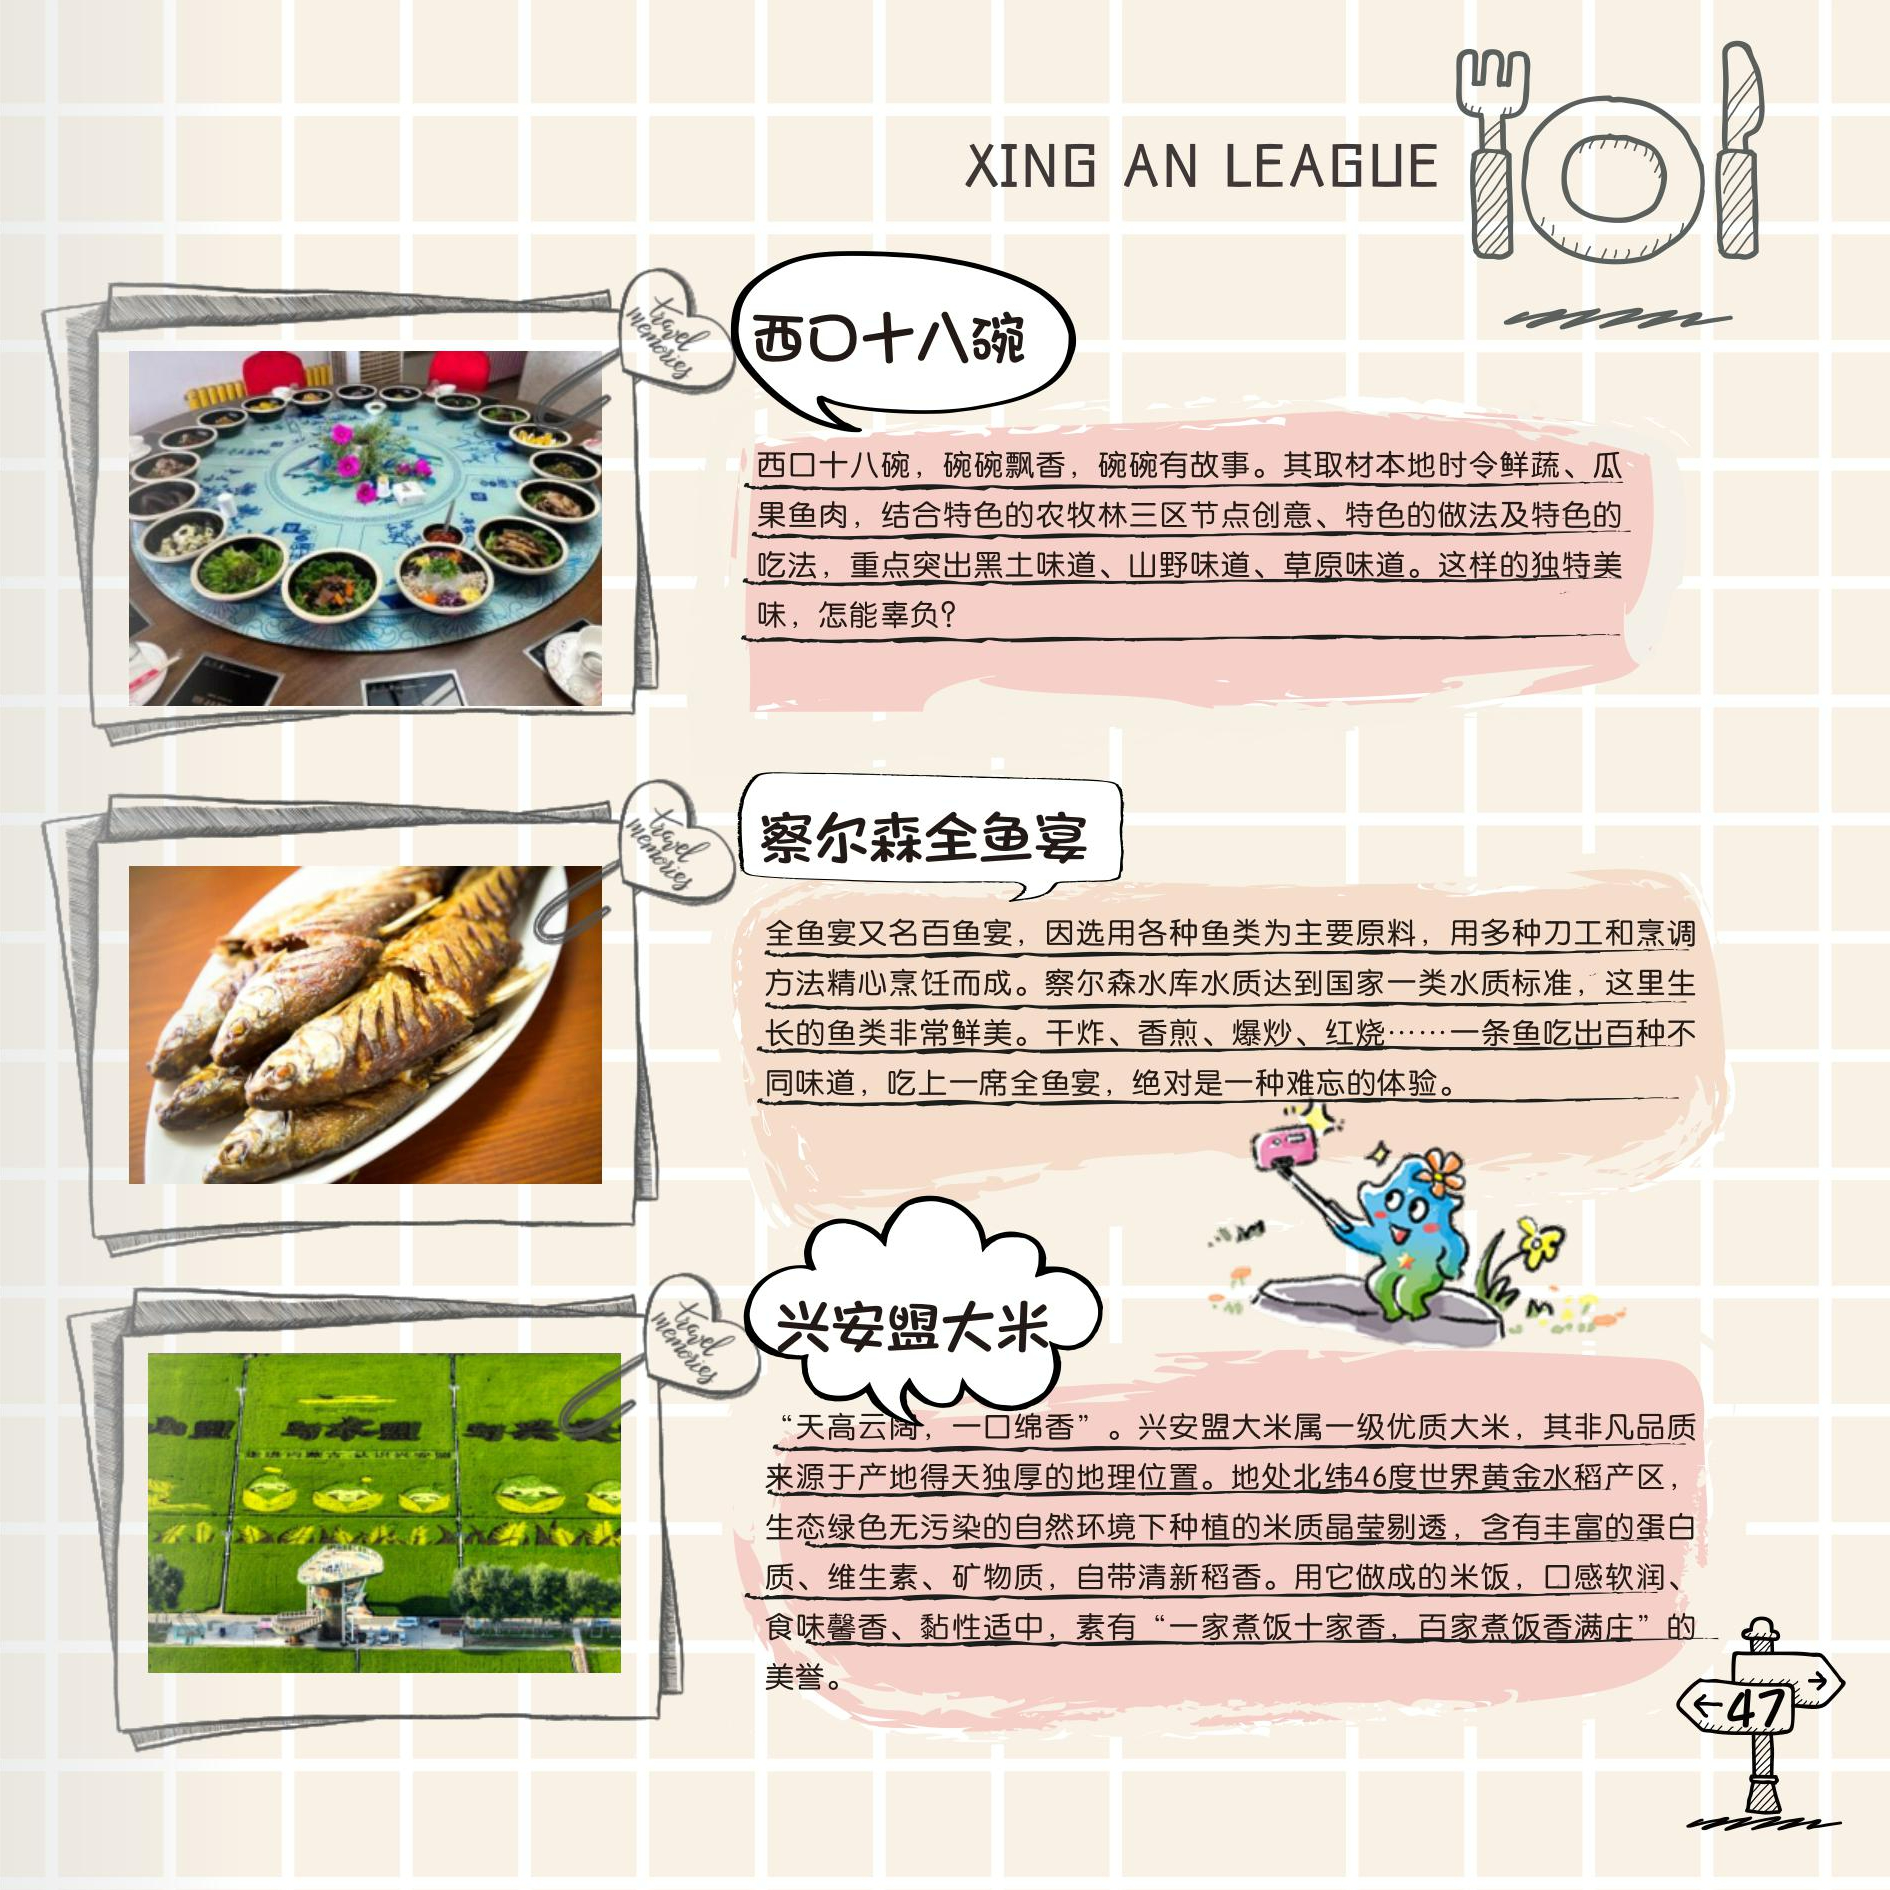 XING AN LEAGUE
travel
memories
西口十八碗
西口十八碗，碗碗飘香，碗碗有故事。其取材本地时令鲜蔬、瓜
果鱼肉，结合特色的农牧林三区节点创意、特色的做法及特色的
吃法，重点突出黑土味道、山野味道、草原味道。这样的独特美
味，怎能辜负？
travel
memories
察尔森全鱼宴
全鱼宴又名百鱼宴，因选用各种鱼类为主要原料，用多种刀工和烹调
方法精心烹饪而成。察尔森水库水质达到国家一类水质标准，这里生
长的鱼类非常鲜美。干炸、香煎、爆炒、红烧……一条鱼吃出百种不
同味道，吃上一席全鱼宴，绝对是一种难忘的体验。
travel
memories
兴安盟大米
“天高云阔，一口绵香”。兴安盟大米属一级优质大米，其非凡品质
来源于产地得天独厚的地理位置。地处北纬46度世界黄金水稻产区，
生态绿色无污染的自然环境下种植的米质晶莹剔透，含有丰富的蛋白
质、维生素、矿物质，自带清新稻香。用它做成的米饭，口感软润、
食味馨香、黏性适中，素有“一家煮饭十家香，百家煮饭香满庄”的
美誉。
47